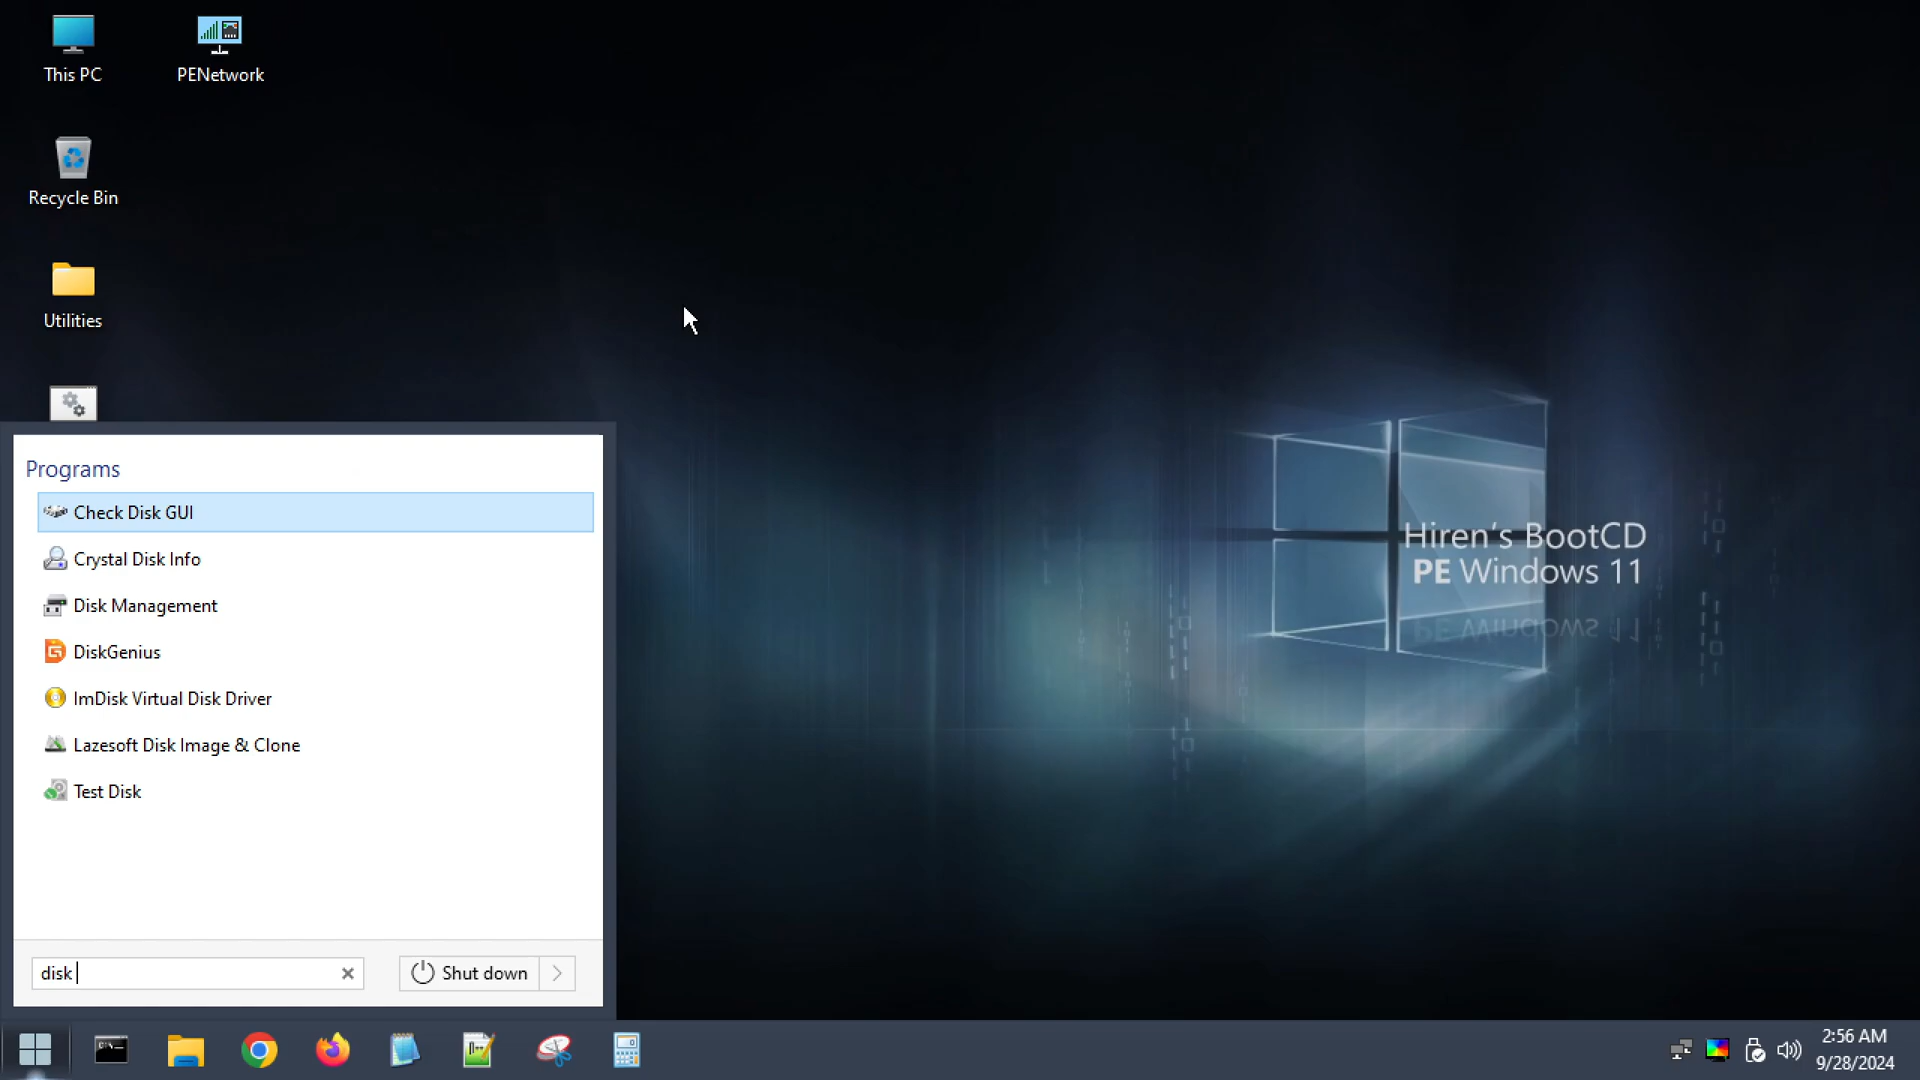 This PC
PENetwork
Recycle Bin
Utilities
Programs
Check Disk GUI
Crystal Disk Info
Disk Management
DiskGenius
ImDisk Virtual Disk Driver
Lazesoft Disk Image & Clone
Test Disk
disk
Shut down
Hiren's BootCD
PE Windows 11
2:56 AM
9/28/2024